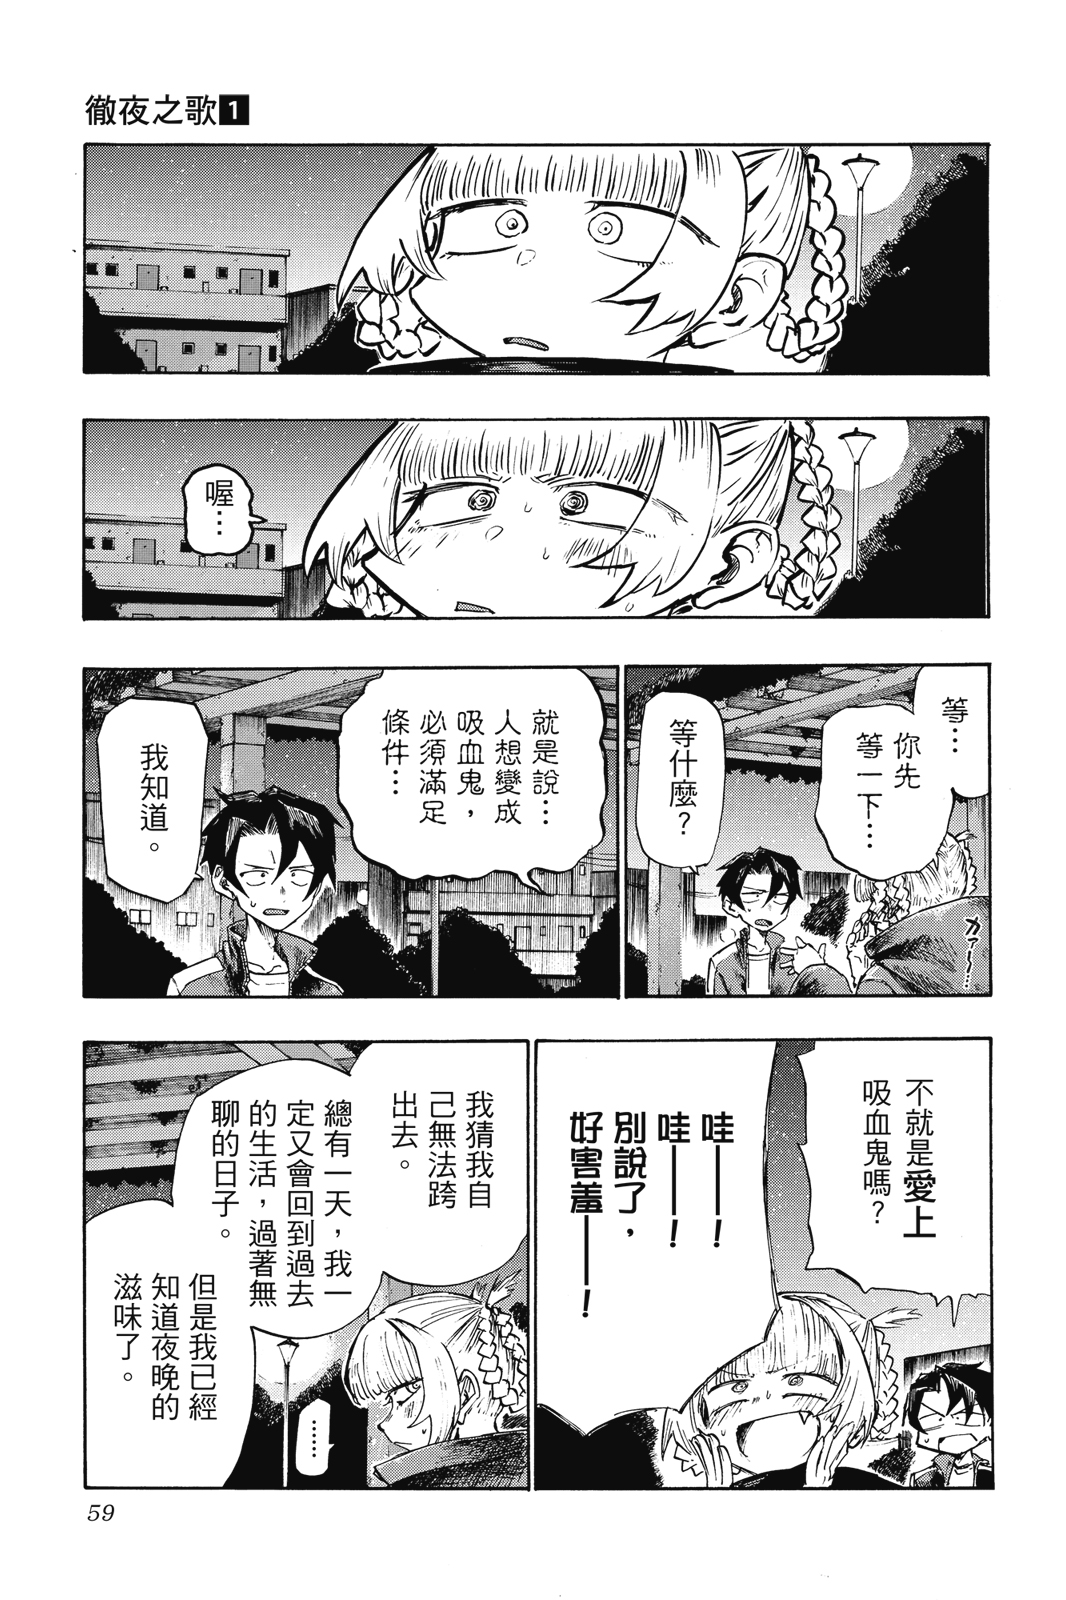 徹夜之歌1
喔…
等…
你先
等一下…
等什麼？
カァ～…
就是說…
人想變成
吸血鬼，
必須滿足
條件…
我知道。
不就是愛上
吸血鬼嗎？
哇——！
哇——！
別說了，
好害羞——！
我猜我自
己無法跨
出去。
總有一天，我一
定又會回到過去
的生活，過著無
聊的日子。
……
但是我已經
知道夜晚的
滋味了。
59